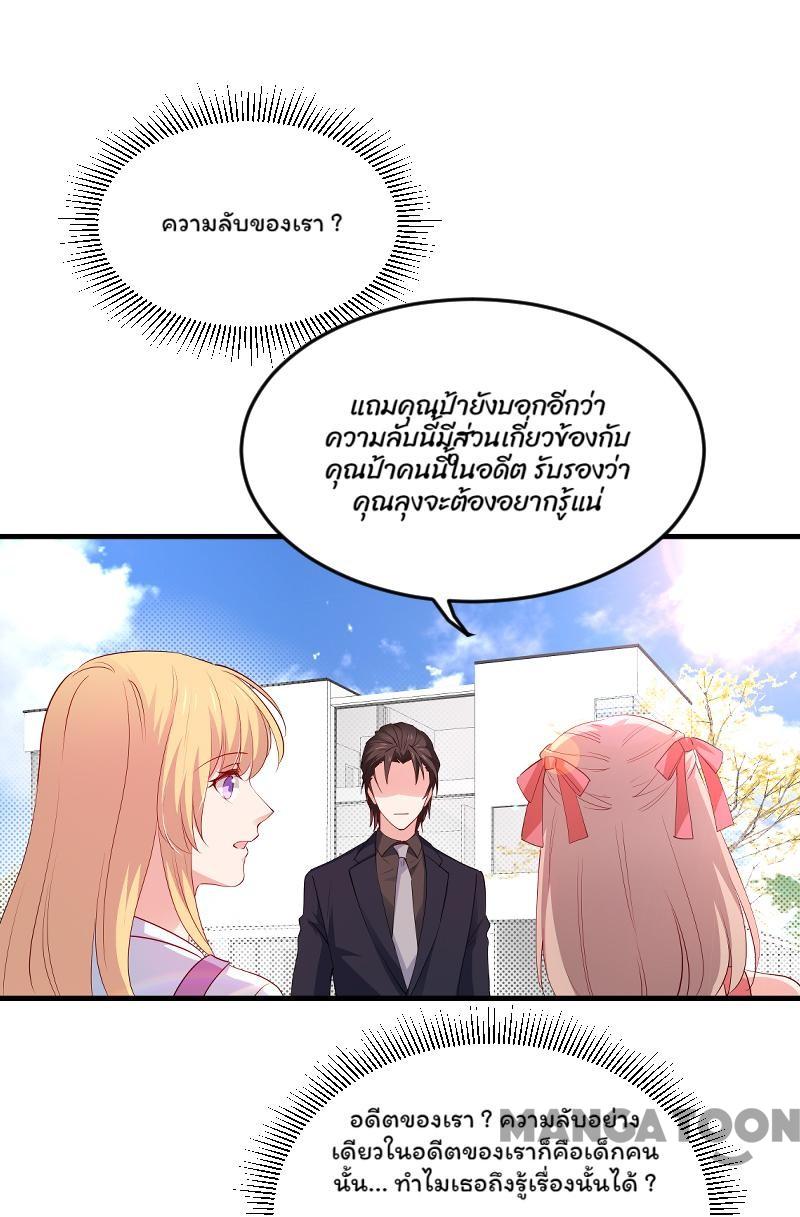 ความลับของเรา ?
แถมคุณป้ายังบอกอีกว่า
ความลับนี้มีส่วนเกี่ยวข้องกับ
คุณป้าคนนี้ในอดีต รับรองว่า
คุณลุงจะต้องอยากรู้แน่
อดีตของเรา ? ความลับอย่าง
เดียวในอดีตของเราก็คือเด็กคน
นั้น... ทำไมเธอถึงรู้เรื่องนั้นได้ ?
MANGA TOON